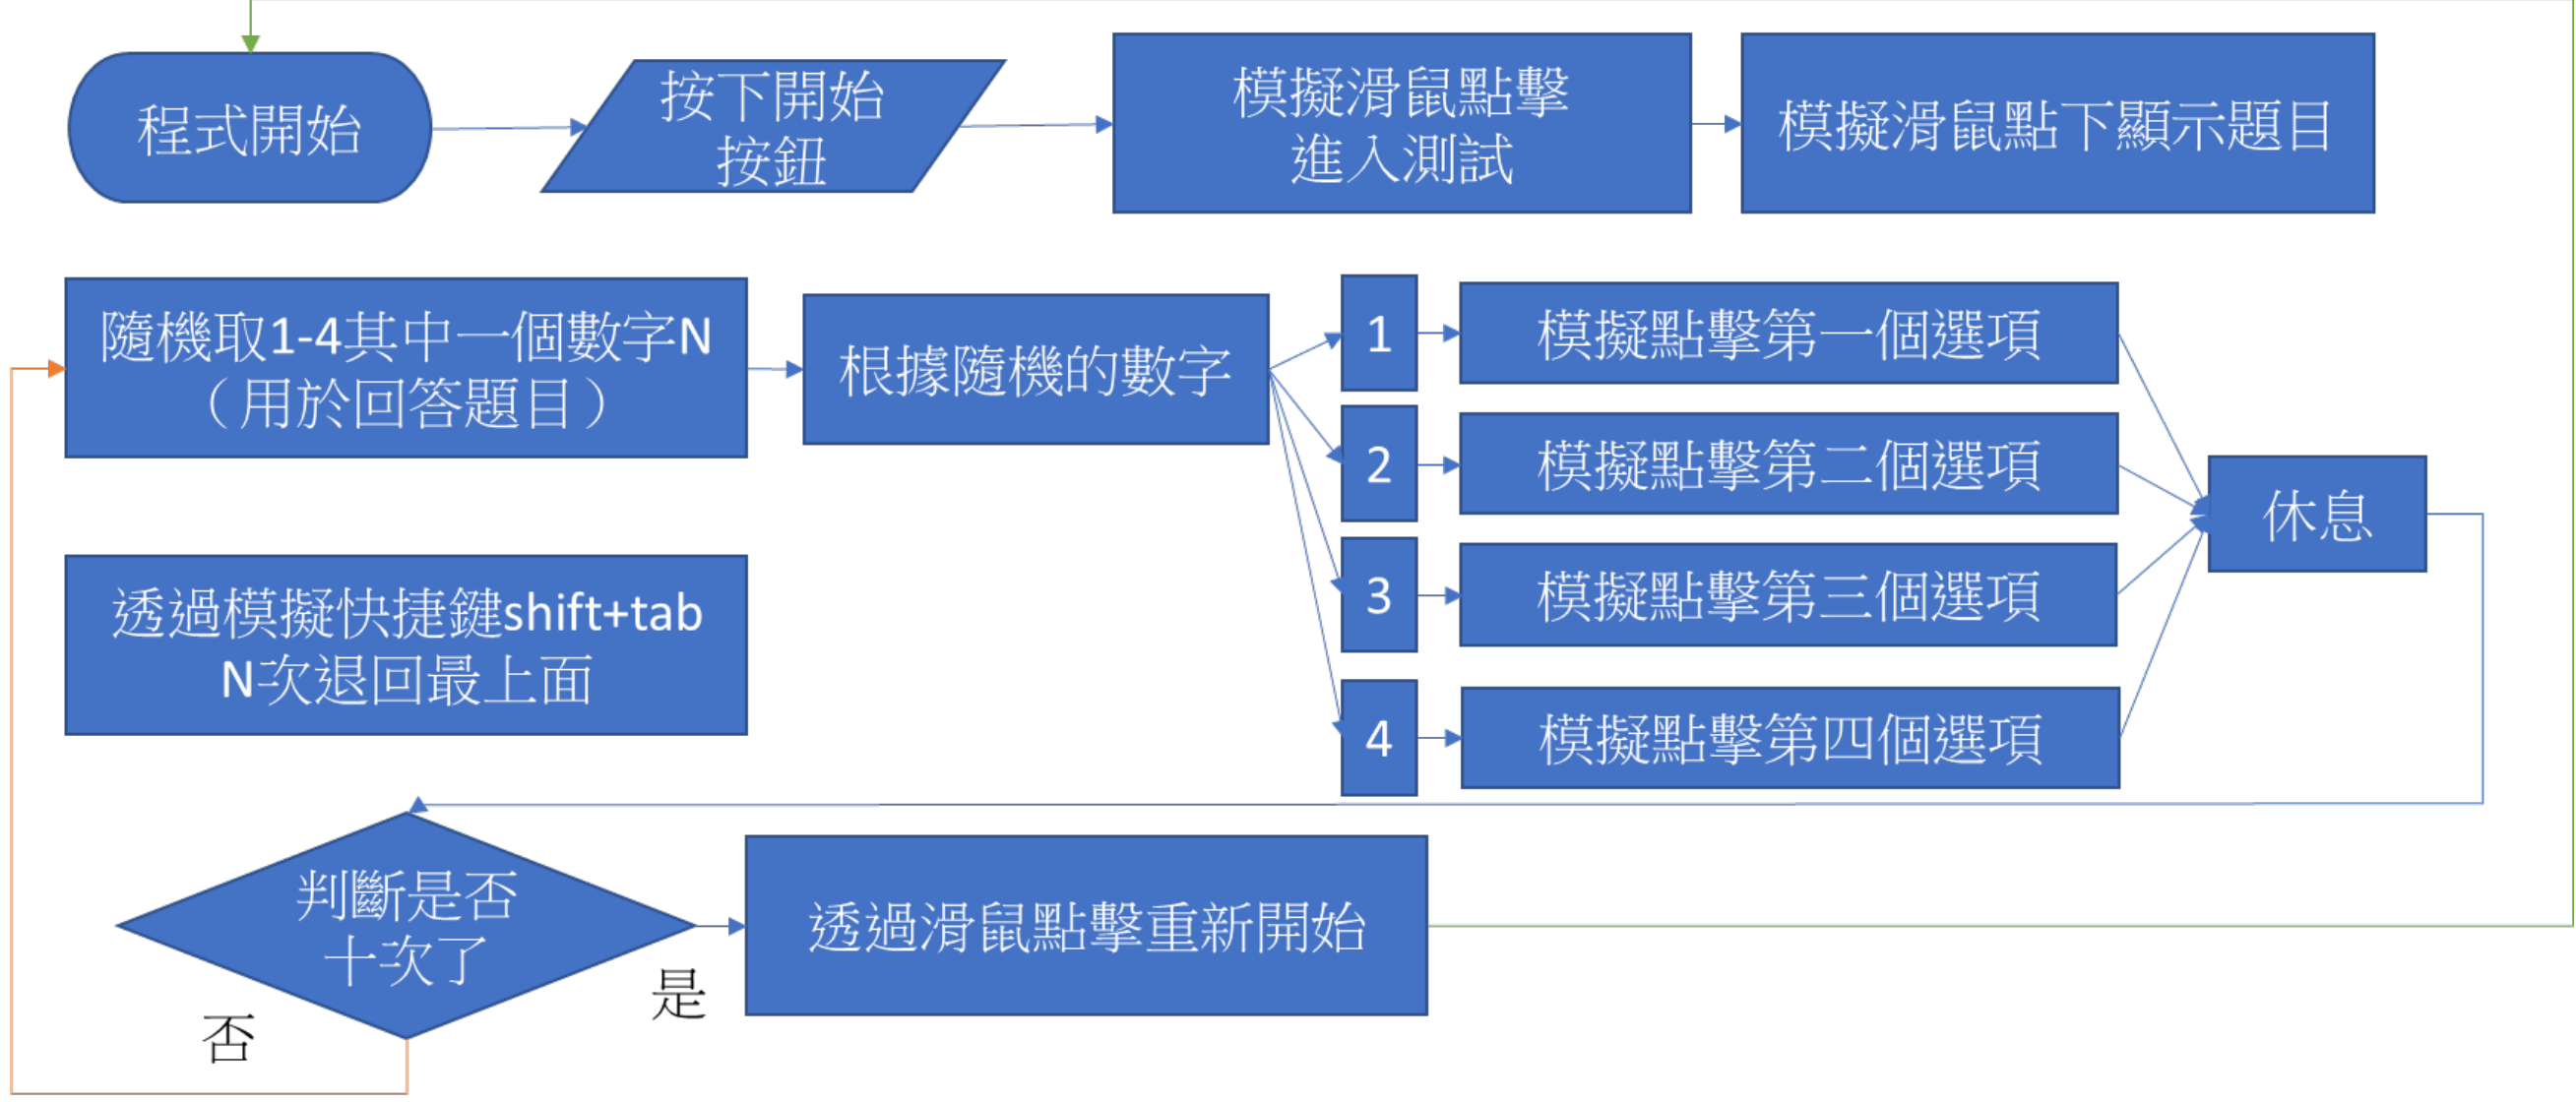 程式開始
按下開始
按鈕
模擬滑鼠點擊
進入測試
模擬滑鼠點下顯示題目
隨機取1-4其中一個數字N
（用於回答題目）
根據隨機的數字
1
模擬點擊第一個選項
2
模擬點擊第二個選項
3
模擬點擊第三個選項
4
模擬點擊第四個選項
休息
透過模擬快捷鍵shift+tab
N次退回最上面
判斷是否
十次了
是
否
透過滑鼠點擊重新開始